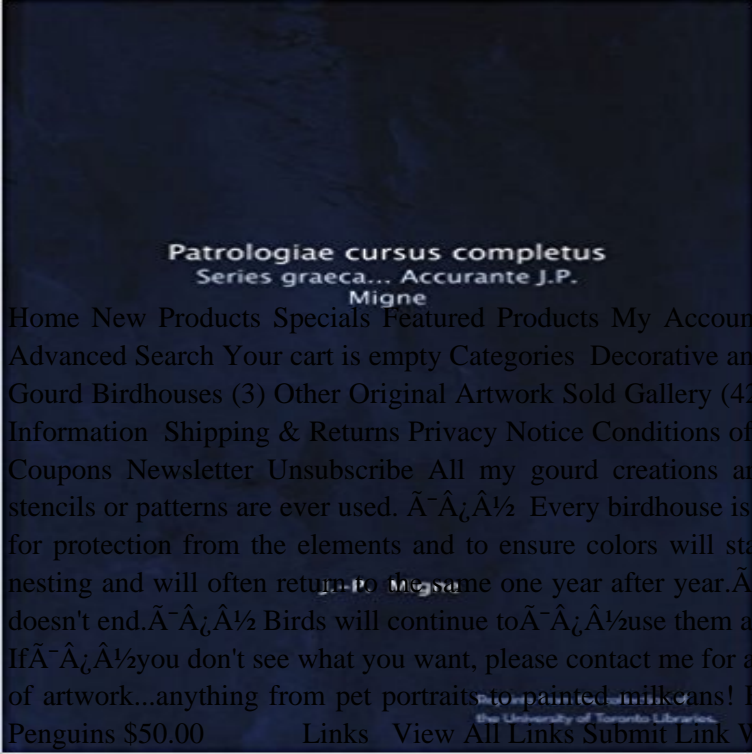 Patrologiae cursus completus
Series graeca... Accurante J.P.
Migne
Home New Products Specials Featured Products My Accoun
Advanced Search Your cart is empty Categories Decorative an
Gourd Birdhouses (3) Other Original Artwork Sold Gallery (42
Information Shipping & Returns Privacy Notice Conditions of
Coupons Newsletter Unsubscribe All my gourd creations ar
stencils or patterns are ever used. Ã¯Â¿Â½ Every birdhouse is
for protection from the elements and to ensure colors will sta
nesting and will often return to the same one year after year.Ã
J.-P. Migne
doesn't end.Ã¯Â¿Â½ Birds will continue toÃ¯Â¿Â½use them a
IfÃ¯Â¿Â½you don't see what you want, please contact me for a
of artwork...anything from pet portraits to painted milkcans! I
the University of Toronto Libraries.
Penguins $50.00 Links View All Links Submit Link W